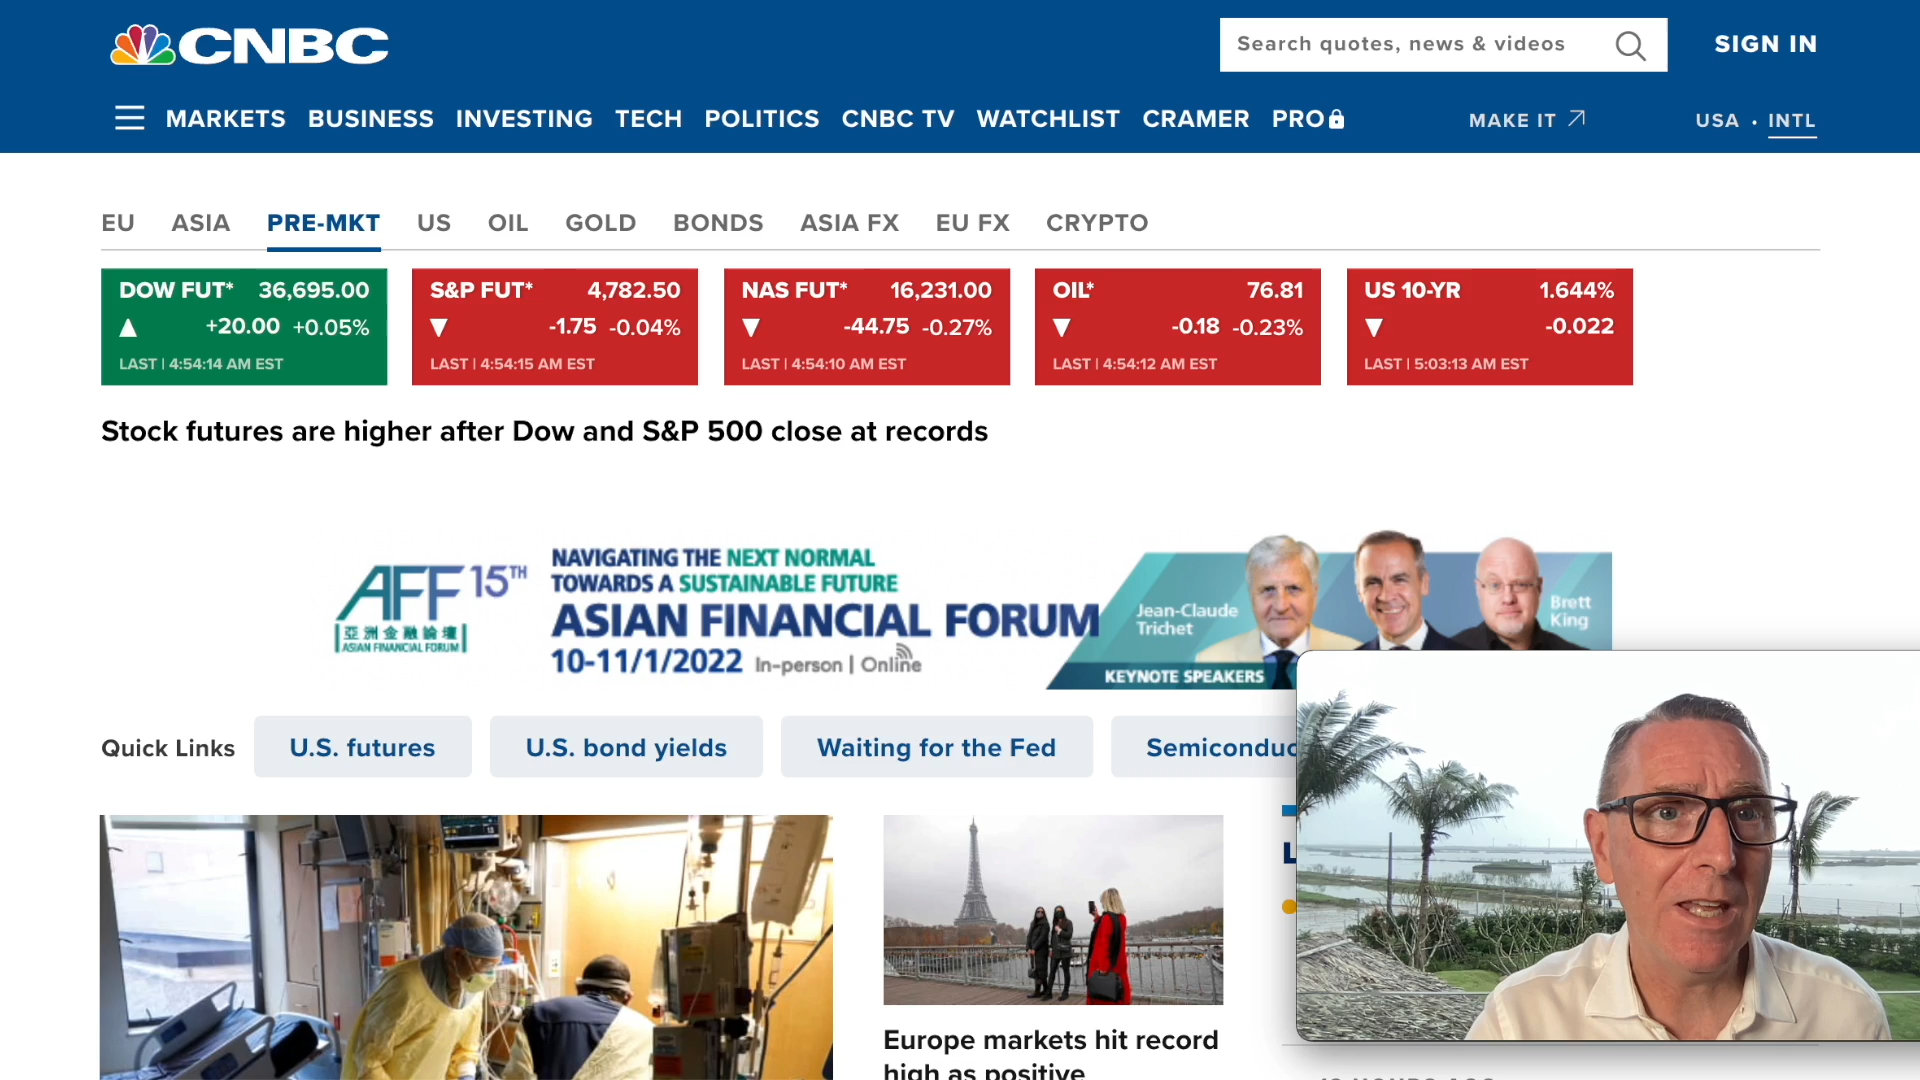 CNBC
Search quotes, news & videos
SIGN IN
MARKETS BUSINESS INVESTING TECH POLITICS CNBC TV WATCHLIST CRAMER PRO
MAKE IT
USA • INTL
EU ASIA PRE-MKT US OIL GOLD BONDS ASIA FX EU FX CRYPTO
DOW FUT* 36,695.00
+20.00 +0.05%
LAST | 4:54:14 AM EST
S&P FUT* 4,782.50
-1.75 -0.04%
LAST | 4:54:15 AM EST
NAS FUT* 16,231.00
-44.75 -0.27%
LAST | 4:54:10 AM EST
OIL* 76.81
-0.18 -0.23%
LAST | 4:54:12 AM EST
US 10-YR 1.644%
-0.022
LAST | 5:03:13 AM EST
Stock futures are higher after Dow and S&P 500 close at records
AFF 15TH
亞洲金融論壇
ASIAN FINANCIAL FORUM
NAVIGATING THE NEXT NORMAL
TOWARDS A SUSTAINABLE FUTURE
ASIAN FINANCIAL FORUM
10-11/1/2022 In-person | Online
Jean-Claude
Trichet
Brett
King
KEYNOTE SPEAKERS
Quick Links
U.S. futures
U.S. bond yields
Waiting for the Fed
Semiconduc
L
Europe markets hit record
high as positive